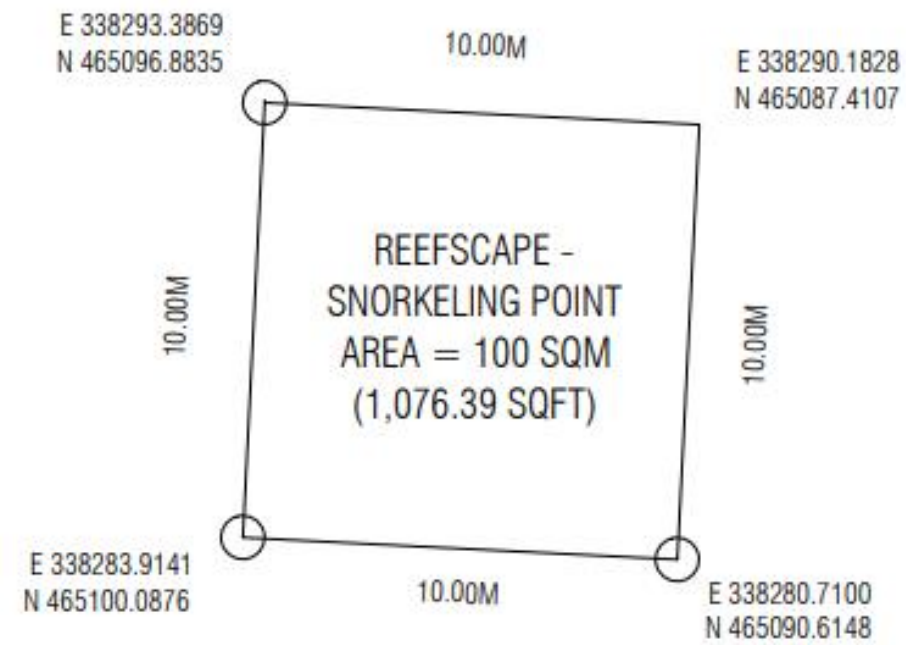 E 338293.3869
N 465096.8835
10.00M
E 338290.1828
N 465087.4107
REEFSCAPE -
SNORKELING POINT
AREA = 100 SQM
(1,076.39 SQFT)
10.00M
10.00M
E 338283.9141
N 465100.0876
10.00M
E 338280.7100
N 465090.6148